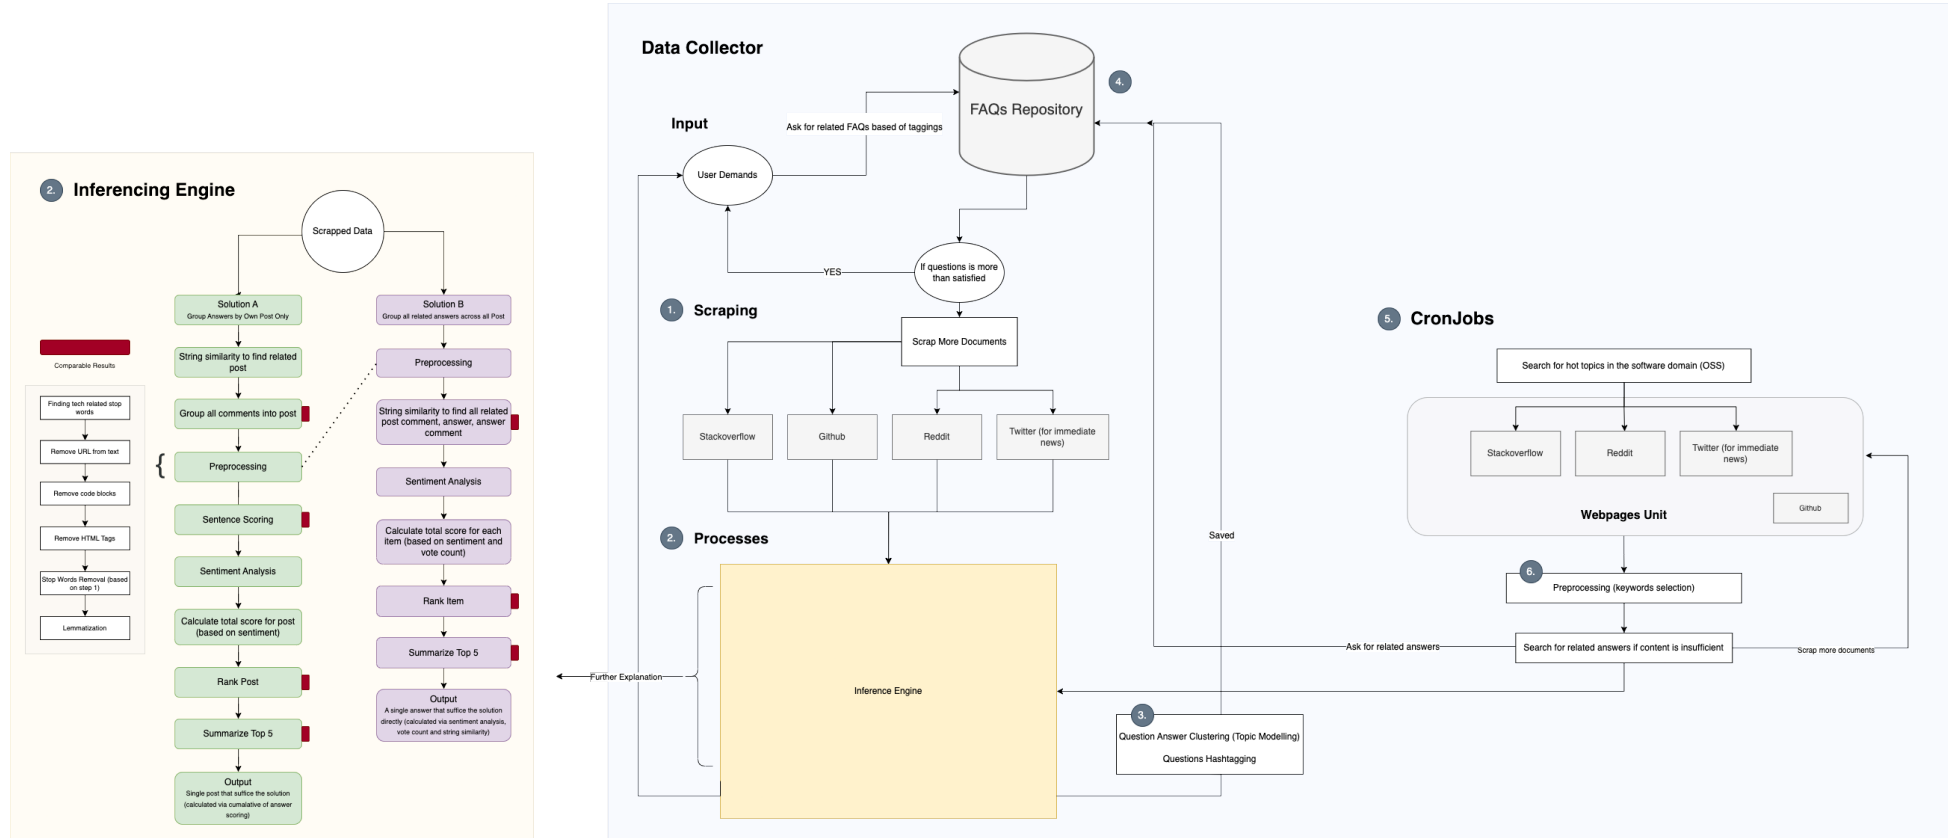 2.
Inferencing Engine
Scrapped Data
Solution A
Group Answers by Own Post Only
String similarity to find related
post
Group all comments into post
Preprocessing
Sentence Scoring
Sentiment Analysis
Calculate total score for post
(based on sentiment)
Rank Post
Summarize Top 5
Output
Single post that suffice the solution
(calculated via cumalative of answer
scoring)
Solution B
Group all related answers across all Post
Preprocessing
String similarity to find all related
post comment, answer, answer
comment
Sentiment Analysis
Calculate total score for each
item (based on sentiment and
vote count)
Rank Item
Summarize Top 5
Output
A single answer that suffice the solution
directly (calculated via sentiment analysis,
vote count and string similarity)
Comparable Results
Finding tech related stop
words
Remove URL from text
Remove code blocks
Remove HTML Tags
Stop Words Removal (based
on step 1)
Lemmatization
{
Data Collector
FAQs Repository
4.
Input
Ask for related FAQs based of taggings
User Demands
If questions is more
than satisfied
YES
1.
Scraping
Scrap More Documents
Stackoverflow
Github
Reddit
Twitter (for immediate
news)
2.
Processes
Inference Engine
Further Explanation
Saved
3.
Question Answer Clustering (Topic Modelling)
Questions Hashtagging
5.
CronJobs
Search for hot topics in the software domain (OSS)
Stackoverflow
Reddit
Twitter (for immediate
news)
Github
Webpages Unit
6.
Preprocessing (keywords selection)
Search for related answers if content is insufficient
Ask for related answers
Scrap more documents